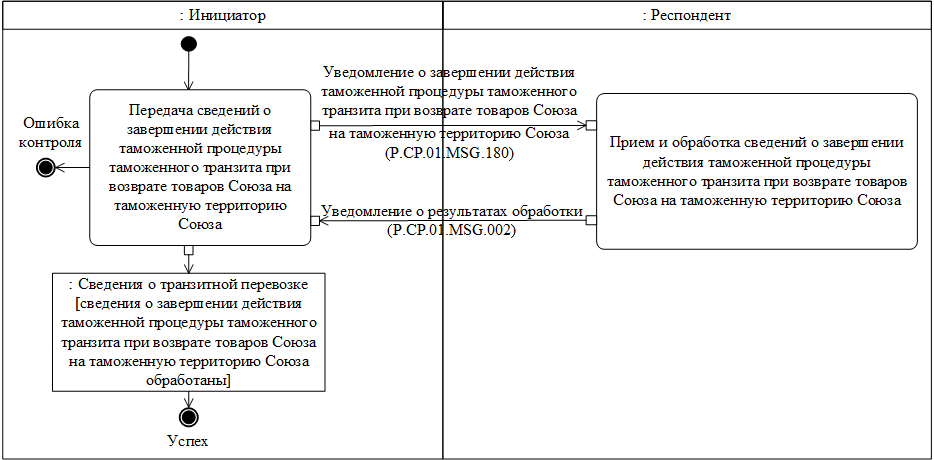 : Инициатор
: Респондент
Уведомление о завершении действия
таможенной процедуры таможенного
транзита при возврате товаров Союза
на таможенную территорию Союза
(P.CP.01.MSG.180)
Передача сведений о
завершении действия
таможенной процедуры
таможенного транзита при
возврате товаров Союза на
таможенную территорию
Союза
Ошибка
контроля
Прием и обработка сведений о завершении
действия таможенной процедуры
таможенного транзита при возврате товаров
Союза на таможенную территорию Союза
Уведомление о результатах обработки
(P.CP.01.MSG.002)
: Сведения о транзитной перевозке
[сведения о завершении действия
таможенной процедуры таможенного
транзита при возврате товаров Союза
на таможенную территорию Союза
обработаны]
Успех